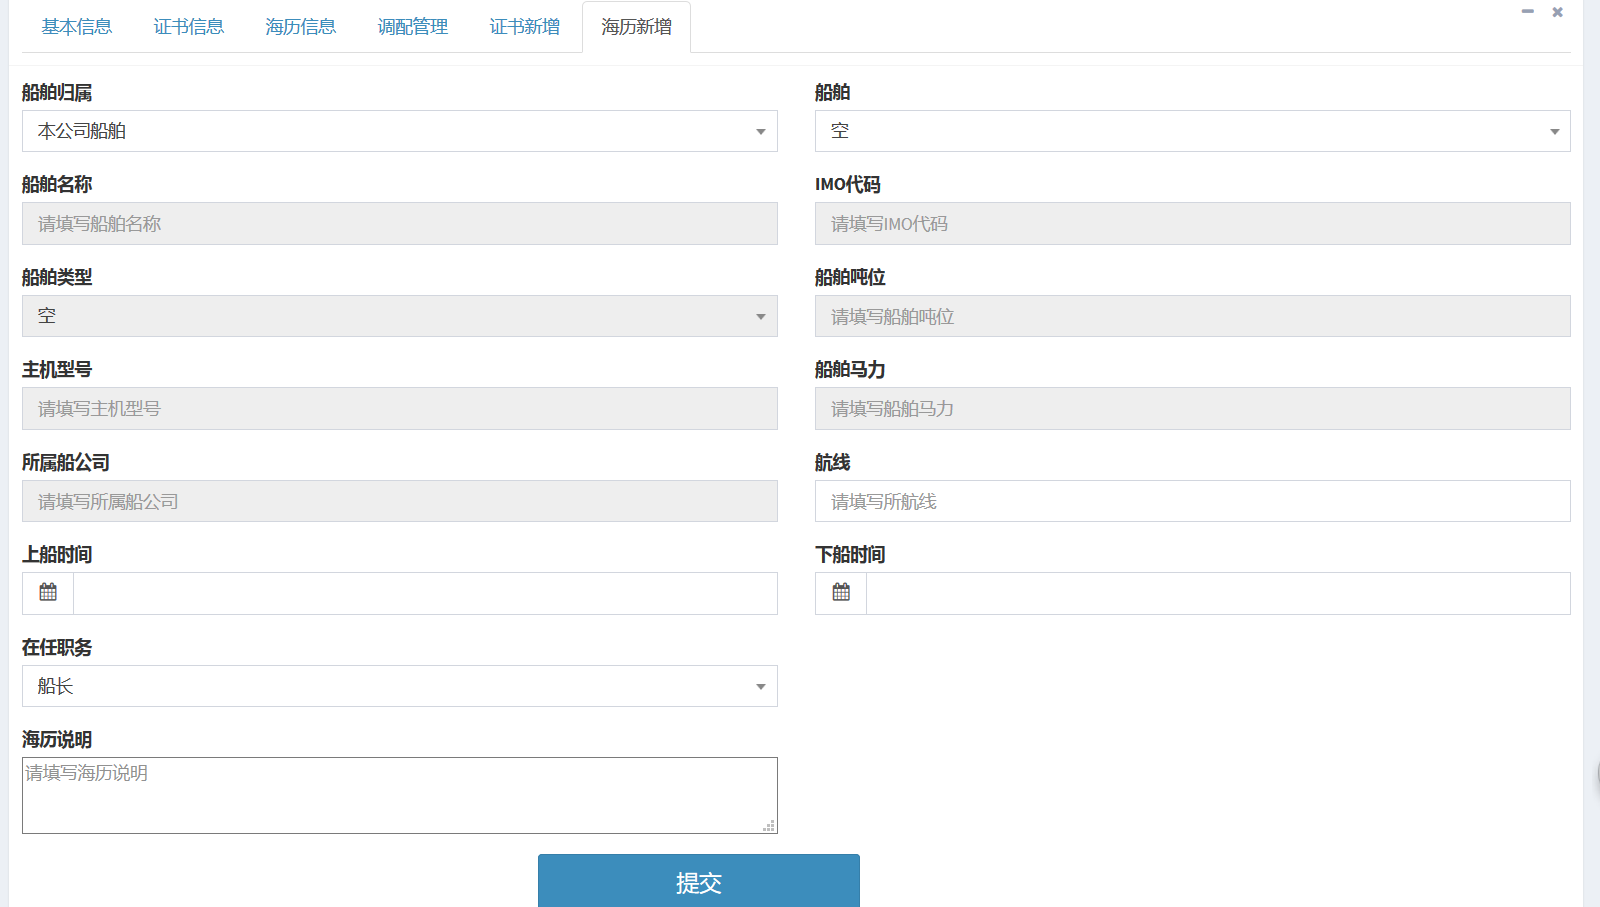 基本信息 证书信息 海历信息 调配管理 证书新增 海历新增
船舶归属 船舶
本公司船舶 空
船舶名称 IMO代码
请填写船舶名称 请填写IMO代码
船舶类型 船舶吨位
空 请填写船舶吨位
主机型号 船舶马力
请填写主机型号 请填写船舶马力
所属船公司 航线
请填写所属船公司 请填写所航线
上船时间 下船时间
在任职务
船长
海历说明
请填写海历说明
提交